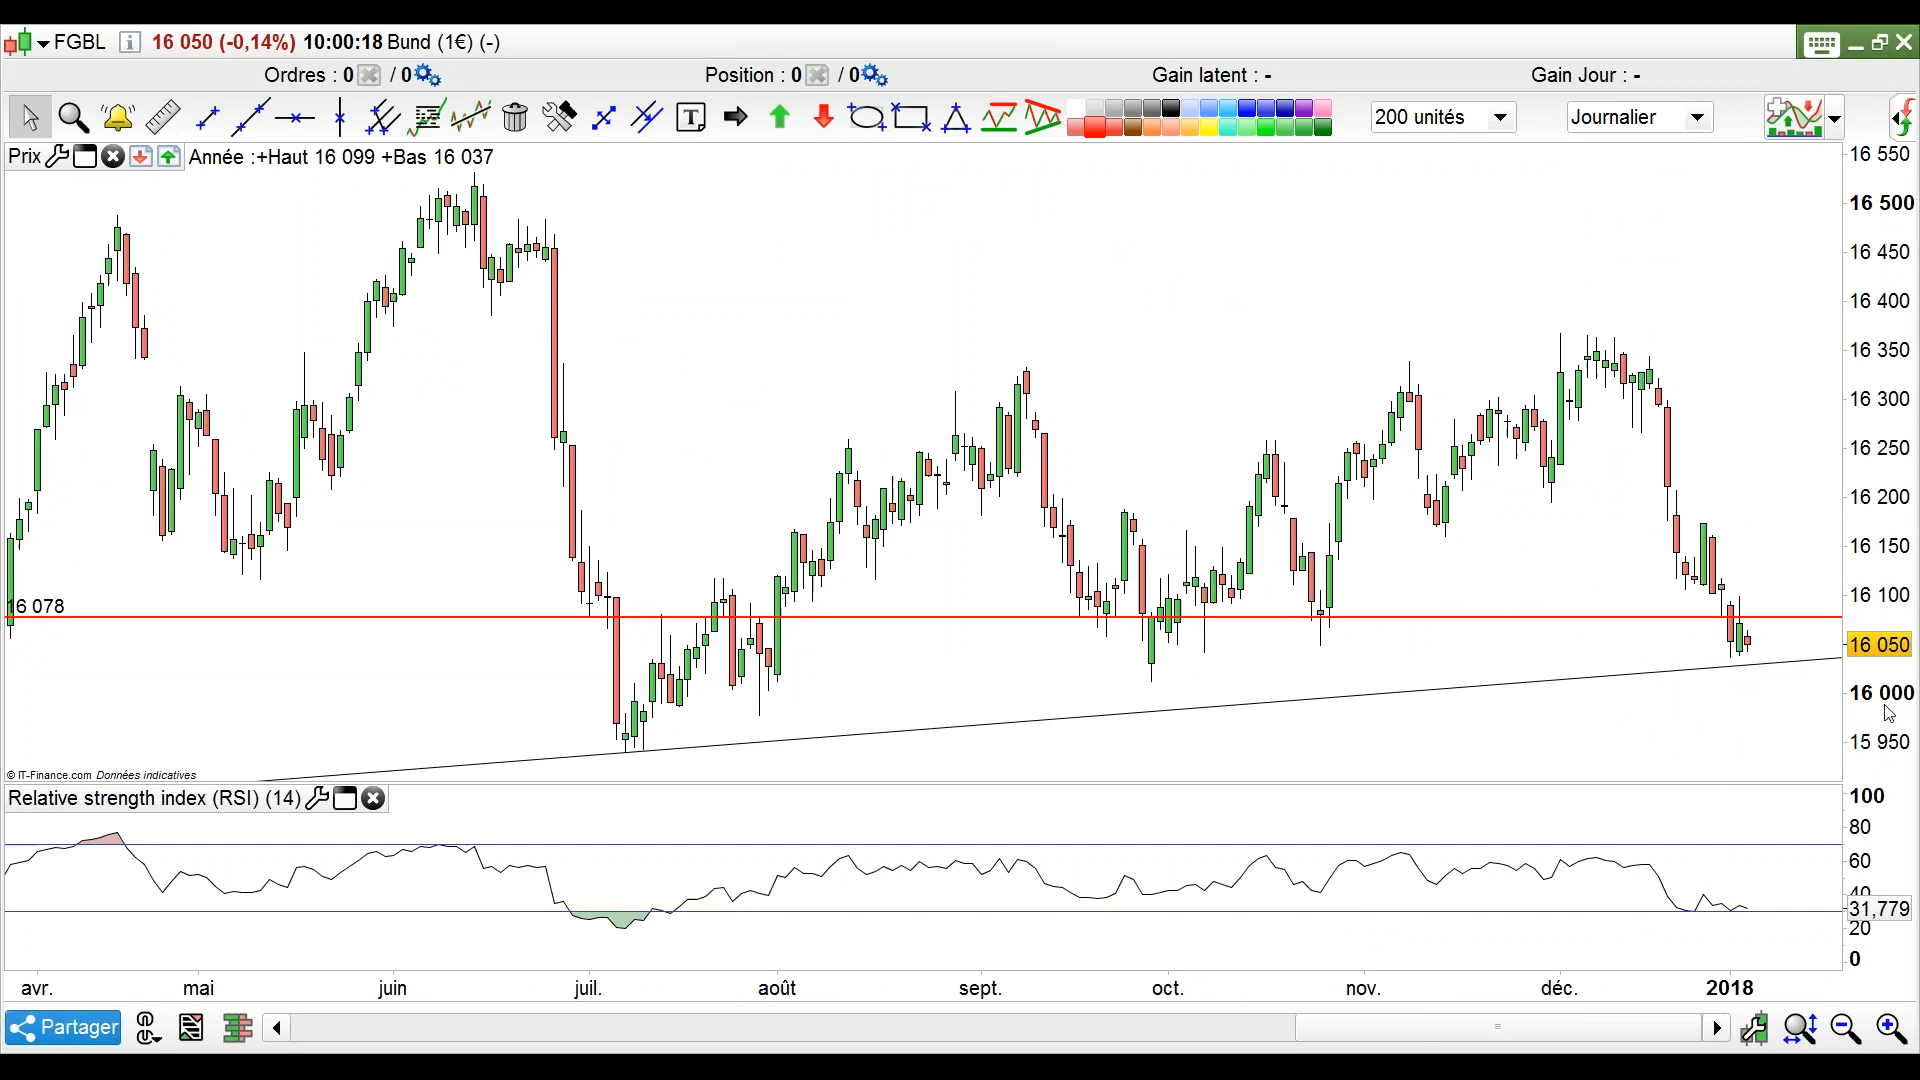 FGBL 16 050 (-0,14%) 10:00:18 Bund (1€) (-)
Ordres : 0 / 0 Position : 0 / 0 Gain latent : - Gain Jour : -
200 unités Journalier
Prix Année :+Haut 16 099 +Bas 16 037
16 550
16 500
16 450
16 400
16 350
16 300
16 250
16 200
16 150
16 100
16 078
16 050
16 000
15 950
© IT-Finance.com Données indicatives
Relative strength index (RSI) (14)
100
80
60
40
31,779
20
0
avr. mai juin juil. août sept. oct. nov. déc. 2018
Partager